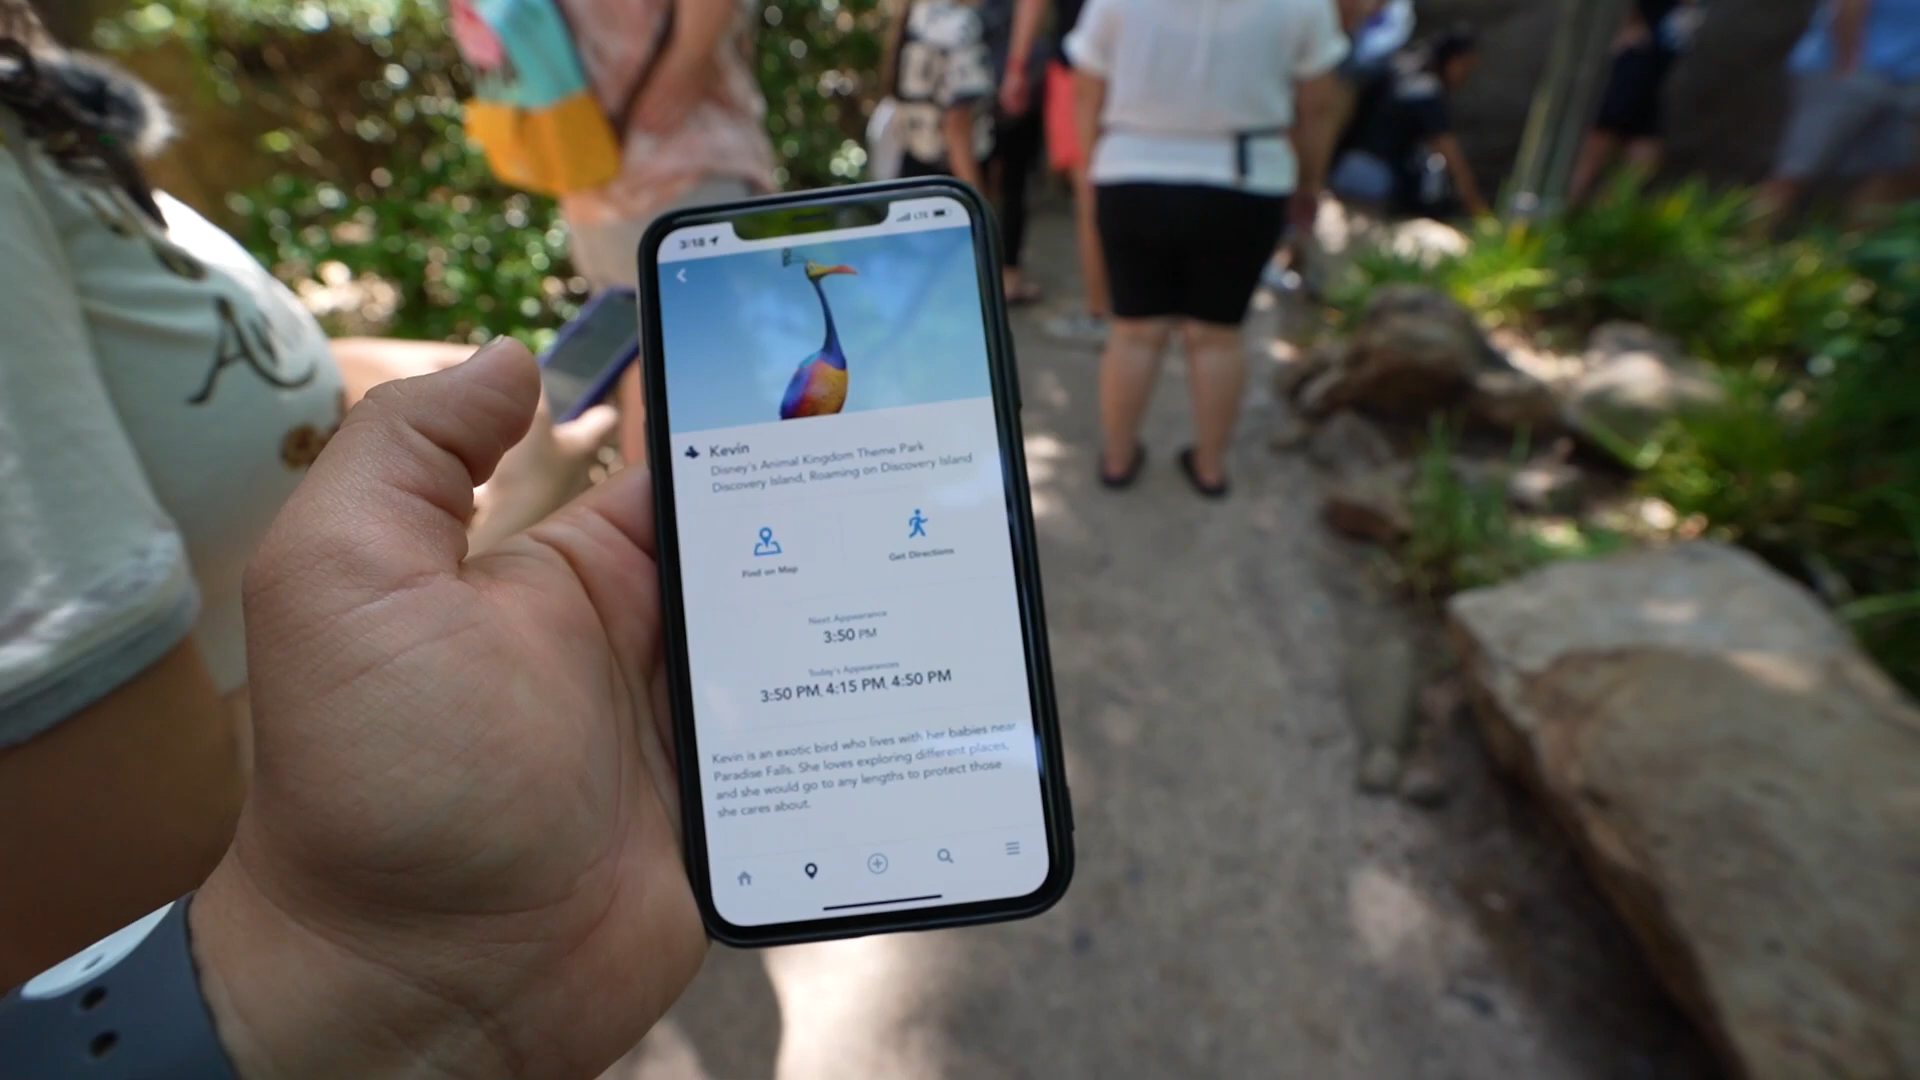 3:18
LTE
Kevin
Disney's Animal Kingdom Theme Park
Discovery Island, Roaming on Discovery Island
Find on Map
Get Directions
Next Appearance
3:50 PM
Today's Appearances
3:50 PM, 4:15 PM, 4:50 PM
Kevin is an exotic bird who lives with her babies near
Paradise Falls. She loves exploring different places,
and she would go to any lengths to protect those
she cares about.